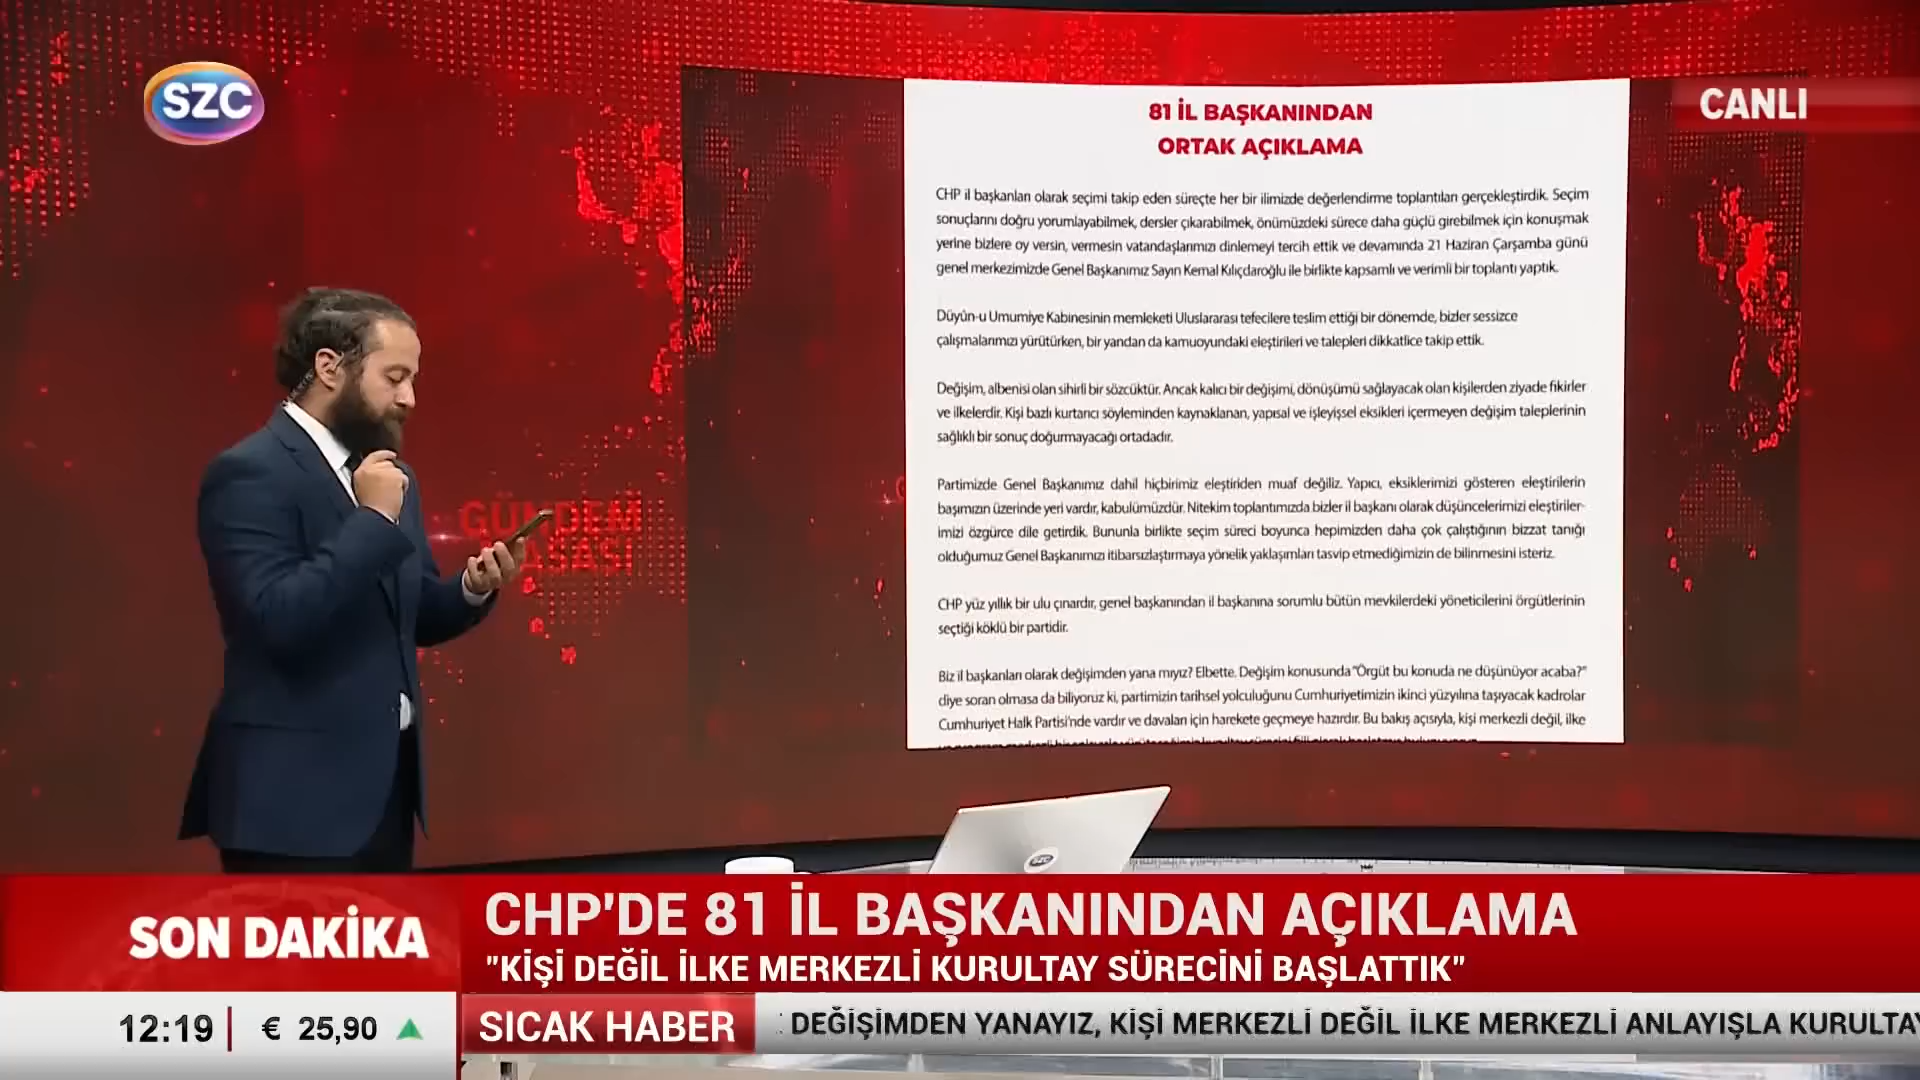 SZC
CANLI
81 İL BAŞKANINDAN
ORTAK AÇIKLAMA
CHP il başkanları olarak seçimi takip eden süreçte her bir ilimizde değerlendirme toplantıları gerçekleştirdik. Seçim
sonuçlarını doğru yorumlayabilmek, dersler çıkarabilmek, önümüzdeki sürece daha güçlü girebilmek için konuşmak
yerine bizlere oy versin, vermesin vatandaşlarımızı dinlemeyi tercih ettik ve devamında 21 Haziran Çarşamba günü
genel merkezimizde Genel Başkanımız Sayın Kemal Kılıçdaroğlu ile birlikte kapsamlı ve verimli bir toplantı yaptık.
Düyûn-u Umumiye Kabinesinin memleketi Uluslararası tefecilere teslim ettiği bir dönemde, bizler sessizce
çalışmalarımızı yürütürken, bir yandan da kamuoyundaki eleştirileri ve talepleri dikkatlice takip ettik.
Değişim, albenisi olan sihirli bir sözcüktür. Ancak kalıcı bir değişimi, dönüşümü sağlayacak olan kişilerden ziyade fikirler
ve ilkelerdir. Kişi bazlı kurtarıcı söyleminden kaynaklanan, yapısal ve işleyişsel eksikleri içermeyen değişim taleplerinin
sağlıklı bir sonuç doğurmayacağı ortadadır.
Partimizde Genel Başkanımız dahil hiçbirimiz eleştiriden muaf değiliz. Yapıcı, eksiklerimizi gösteren eleştirilerin
başımızın üzerinde yeri vardır, kabulümüzdür. Nitekim toplantımızda bizler il başkanı olarak düşüncelerimizi eleştiriler-
imizi özgürce dile getirdik. Bununla birlikte seçim süreci boyunca hepimizden daha çok çalıştığının bizzat tanığı
olduğumuz Genel Başkanımızı itibarsızlaştırmaya yönelik yaklaşımları tasvip etmediğimizin de bilinmesini isteriz.
CHP yüz yıllık bir ulu çınardır, genel başkanından il başkanına sorumlu bütün mevkilerdeki yöneticilerini örgütlerinin
seçtiği köklü bir partidir.
Biz il başkanları olarak değişimden yana mıyız? Elbette. Değişim konusunda "Örgüt bu konuda ne düşünüyor acaba?"
diye soran olmasa da biliyoruz ki, partimizin tarihsel yolculuğunu Cumhuriyetimizin ikinci yüzyılına taşıyacak kadrolar
Cumhuriyet Halk Partisi'nde vardır ve davaları için harekete geçmeye hazırdır. Bu bakış açısıyla, kişi merkezli değil, ilke
GÜNDEM
MASASI
SZC
SON DAKİKA
CHP'DE 81 İL BAŞKANINDAN AÇIKLAMA
"KİŞİ DEĞİL İLKE MERKEZLİ KURULTAY SÜRECİNİ BAŞLATTIK"
12:19 € 25,90
SICAK HABER
DEĞİŞİMDEN YANAYIZ, KİŞİ MERKEZLİ DEĞİL İLKE MERKEZLİ ANLAYIŞLA KURULTAY